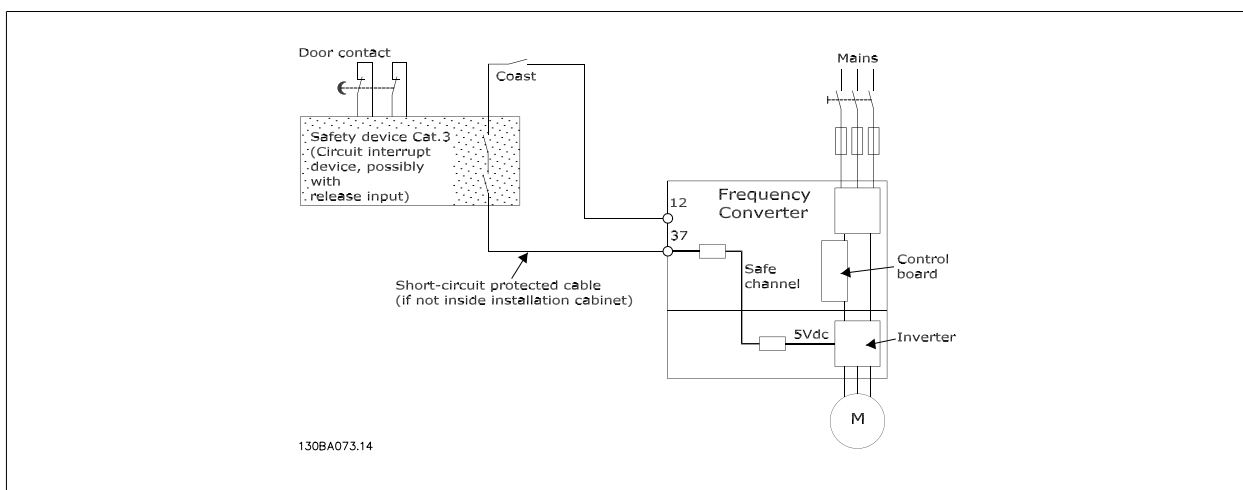 Door contact
Coast
Mains
Safety device Cat.3
(Circuit interrupt
device, possibly
with
release input)
12
Frequency
Converter
37
Safe
channel
Control
board
Short-circuit protected cable
(if not inside installation cabinet)
5Vdc
Inverter
M
130BA073.14